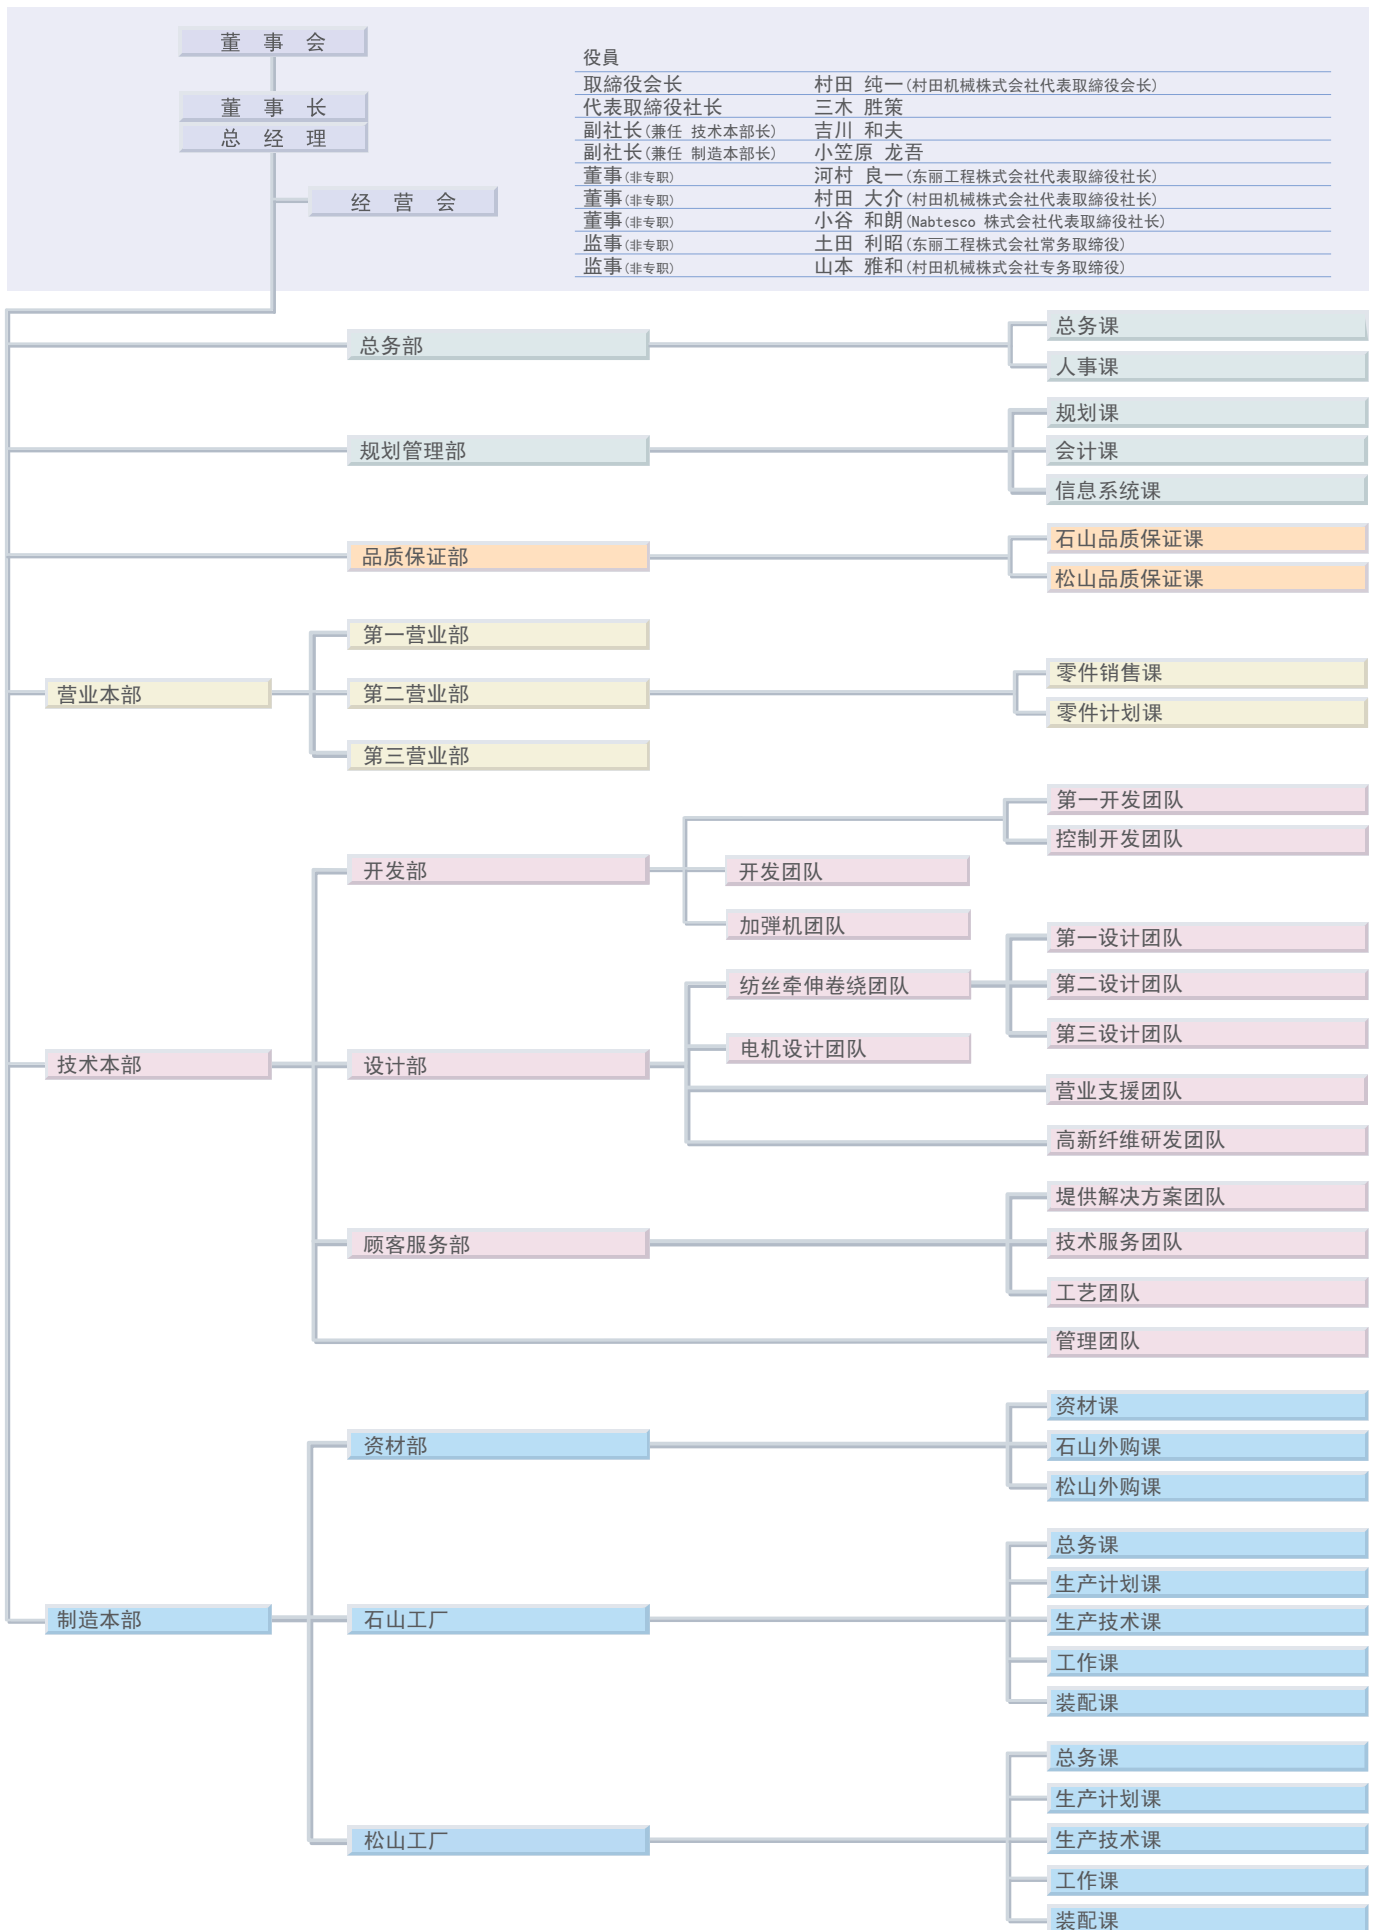 董 事 会
董 事 长
总 经 理
经 营 会
役員
取締役会长 村田 纯一(村田机械株式会社代表取締役会长)
代表取締役社长 三木 胜策
副社长(兼任 技术本部长) 吉川 和夫
副社长(兼任 制造本部长) 小笠原 龙吾
董事(非专职) 河村 良一(东丽工程株式会社代表取締役社长)
董事(非专职) 村田 大介(村田机械株式会社代表取締役社长)
董事(非专职) 小谷 和朗(Nabtesco 株式会社代表取締役社长)
监事(非专职) 土田 利昭(东丽工程株式会社常务取缔役)
监事(非专职) 山本 雅和(村田机械株式会社专务取缔役)
总务部
总务课
人事课
规划管理部
规划课
会计课
信息系统课
品质保证部
石山品质保证课
松山品质保证课
营业本部
第一营业部
第二营业部
第三营业部
零件销售课
零件计划课
技术本部
开发部
第一开发团队
控制开发团队
开发团队
加弹机团队
设计部
纺丝牵伸卷绕团队
第一设计团队
第二设计团队
第三设计团队
电机设计团队
营业支援团队
高新纤维研发团队
顾客服务部
堤供解决方案团队
技术服务团队
工艺团队
管理团队
制造本部
资材部
资材课
石山外购课
松山外购课
石山工厂
总务课
生产计划课
生产技术课
工作课
装配课
松山工厂
总务课
生产计划课
生产技术课
工作课
装配课